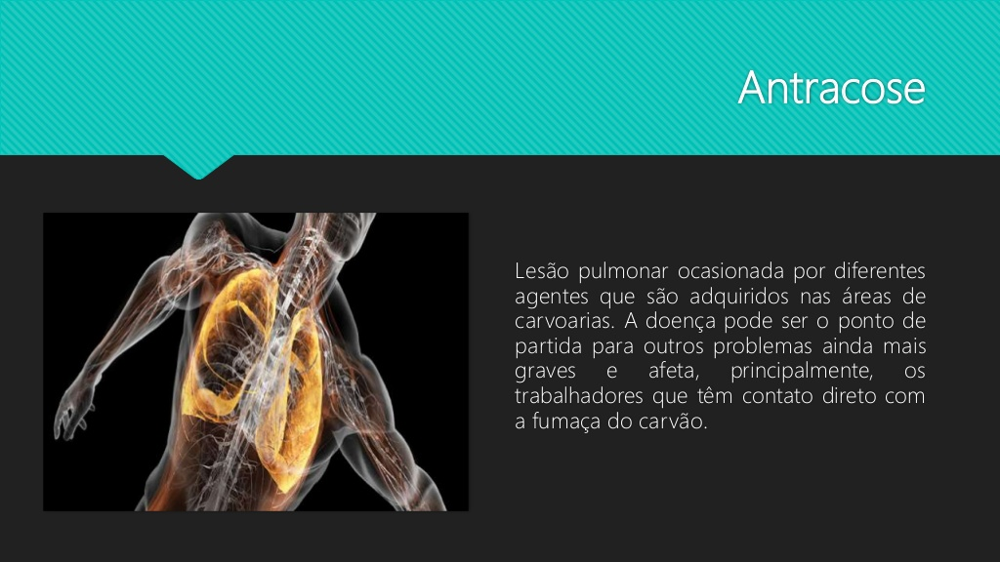 Antracose
Lesão pulmonar ocasionada por diferentes
agentes que são adquiridos nas áreas de
carvoarias. A doença pode ser o ponto de
partida para outros problemas ainda mais
graves e afeta, principalmente, os
trabalhadores que têm contato direto com
a fumaça do carvão.